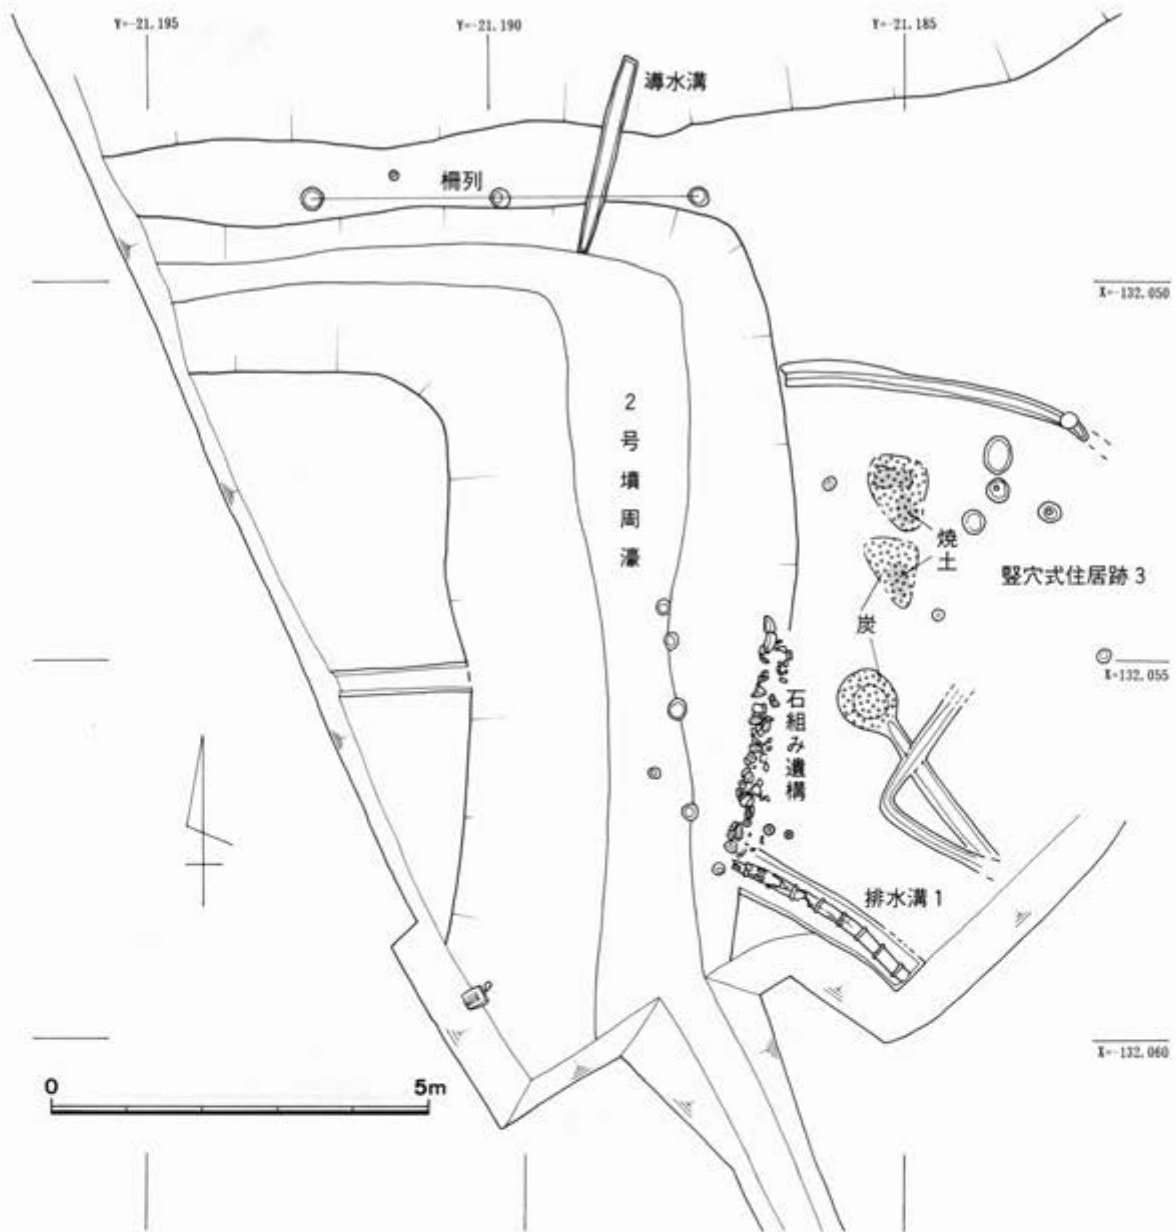 Y=-21.195
Y=-21.190
Y=-21.185
導水溝
柵列
X=-132.050
2号墳周濠
焼土
竪穴式住居跡3
炭
X=-132.055
石組み遺構
排水溝1
X=-132.060
0
5m